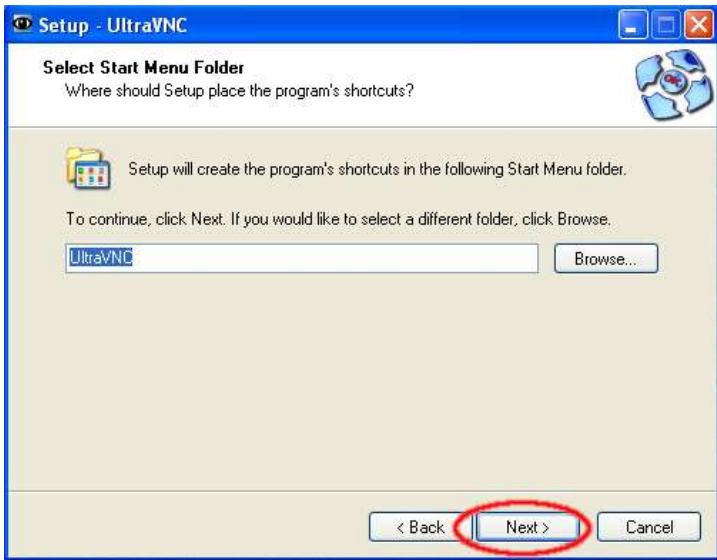 Setup - UltraVNC
Select Start Menu Folder
Where should Setup place the program's shortcuts?
Setup will create the program's shortcuts in the following Start Menu folder.
To continue, click Next. If you would like to select a different folder, click Browse.
UltraVNC
Browse...
< Back
Next >
Cancel